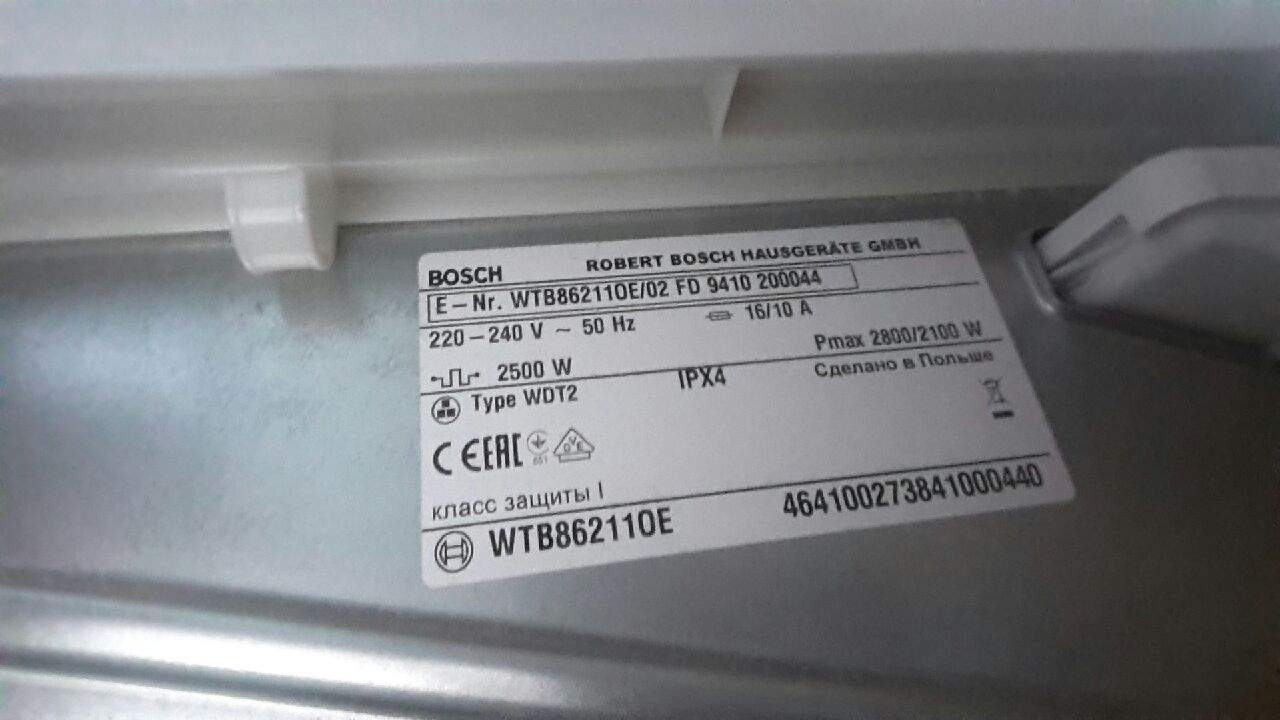 BOSCH ROBERT BOSCH HAUSGERÄTE GMBH
E – Nr. WTB86211OE/02 FD 9410 200044
220 – 240 V ~ 50 Hz 16/10 A
2500 W Pmax 2800/2100 W
Type WDT2 IPX4 Сделано в Польше
CE EAC VDE
класс защиты I
WTB86211OE 464100273841000440